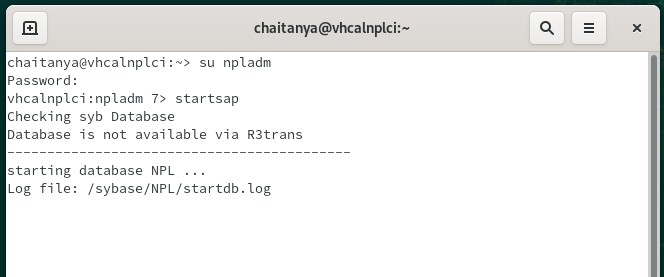 chaitanya@vhcalnplci:~
chaitanya@vhcalnplci:~> su npladm
Password:
vhcalnplci:npladm 7> startsap
Checking syb Database
Database is not available via R3trans
-------------------------------------------
starting database NPL ...
Log file: /sybase/NPL/startdb.log